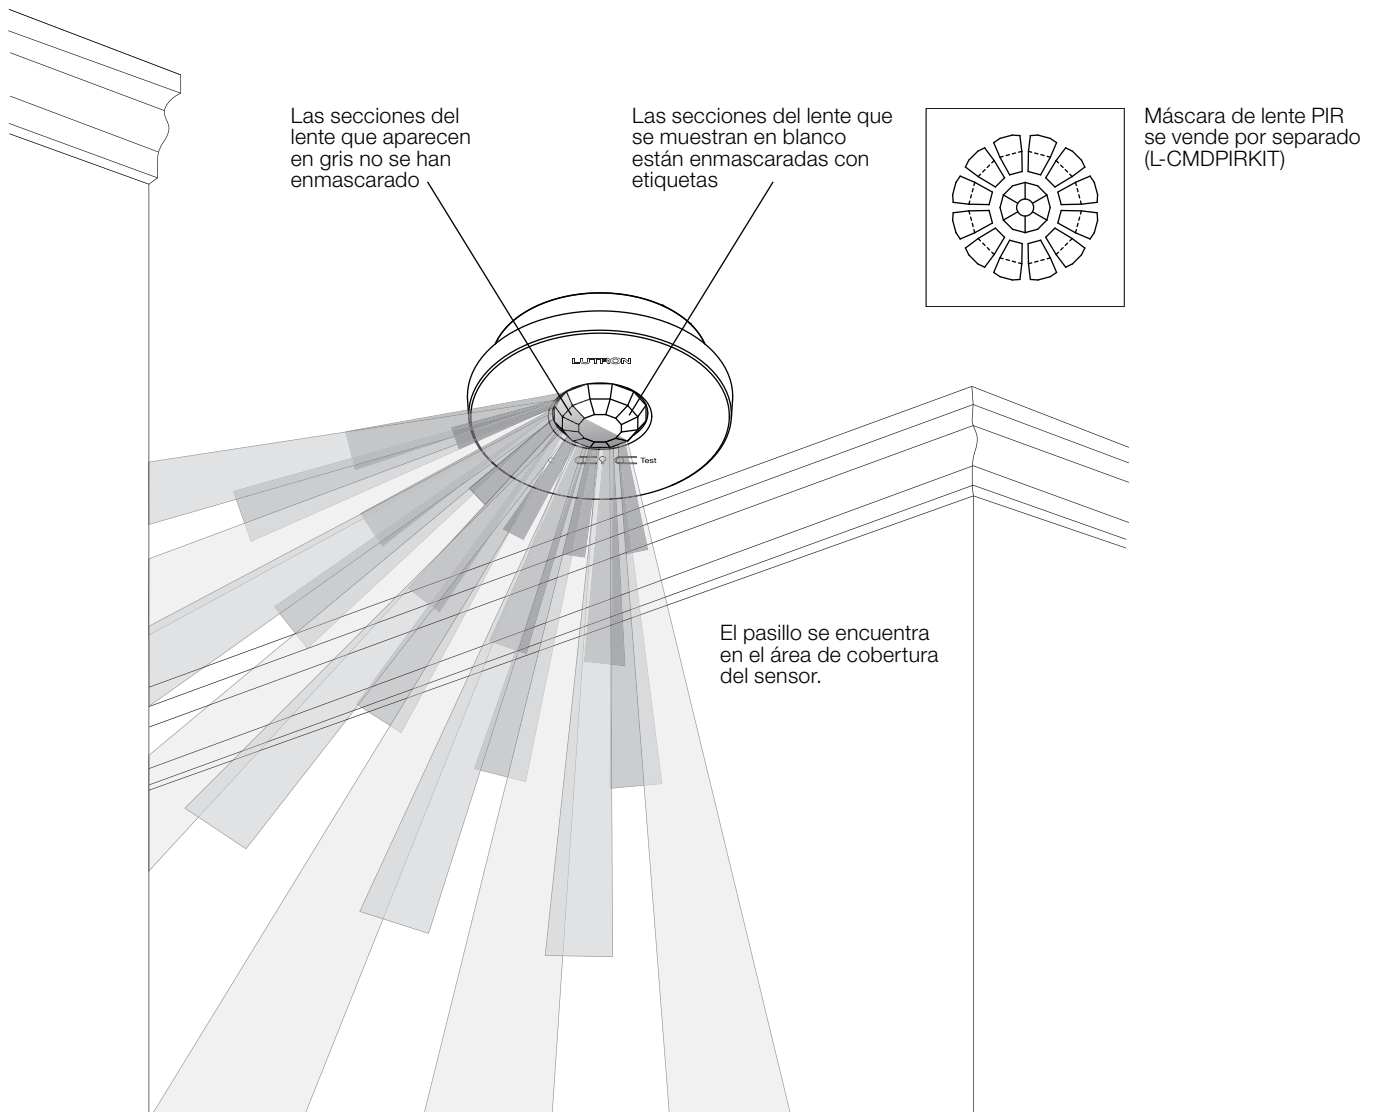 Las secciones del
lente que aparecen
en gris no se han
enmascarado
Las secciones del lente que
se muestran en blanco
están enmascaradas con
etiquetas
Máscara de lente PIR
se vende por separado
(L-CMDPIRKIT)
LUTRON
Test
El pasillo se encuentra
en el área de cobertura
del sensor.